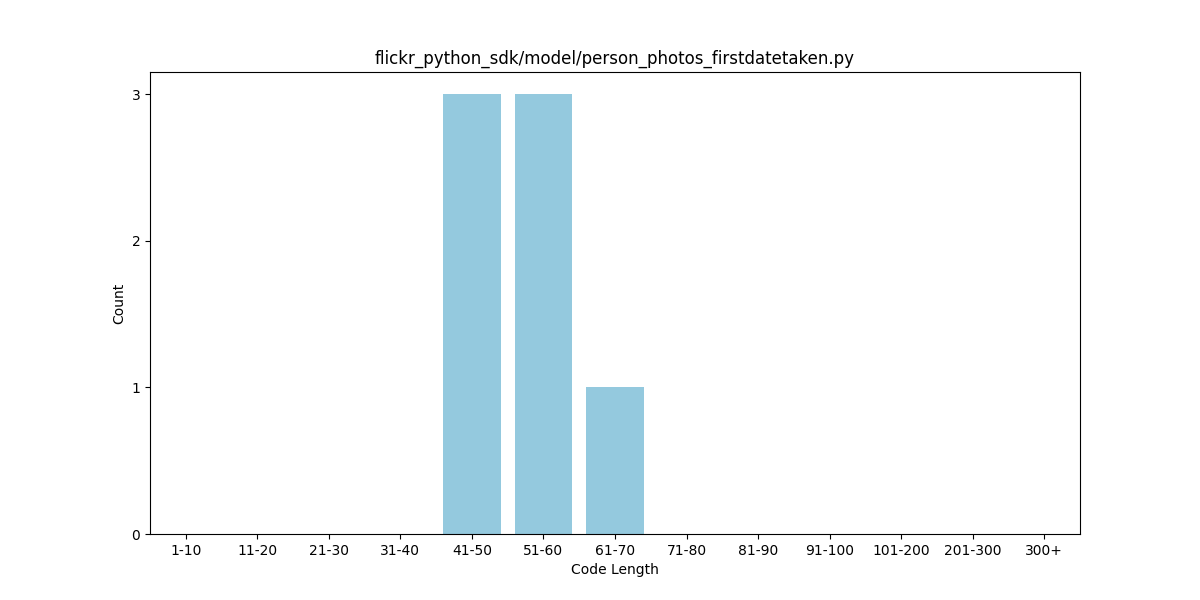 flickr_python_sdk/model/person_photos_firstdatetaken.py
3
2
1
0
Count
1-10 11-20 21-30 31-40 41-50 51-60 61-70 71-80 81-90 91-100 101-200 201-300 300+
Code Length